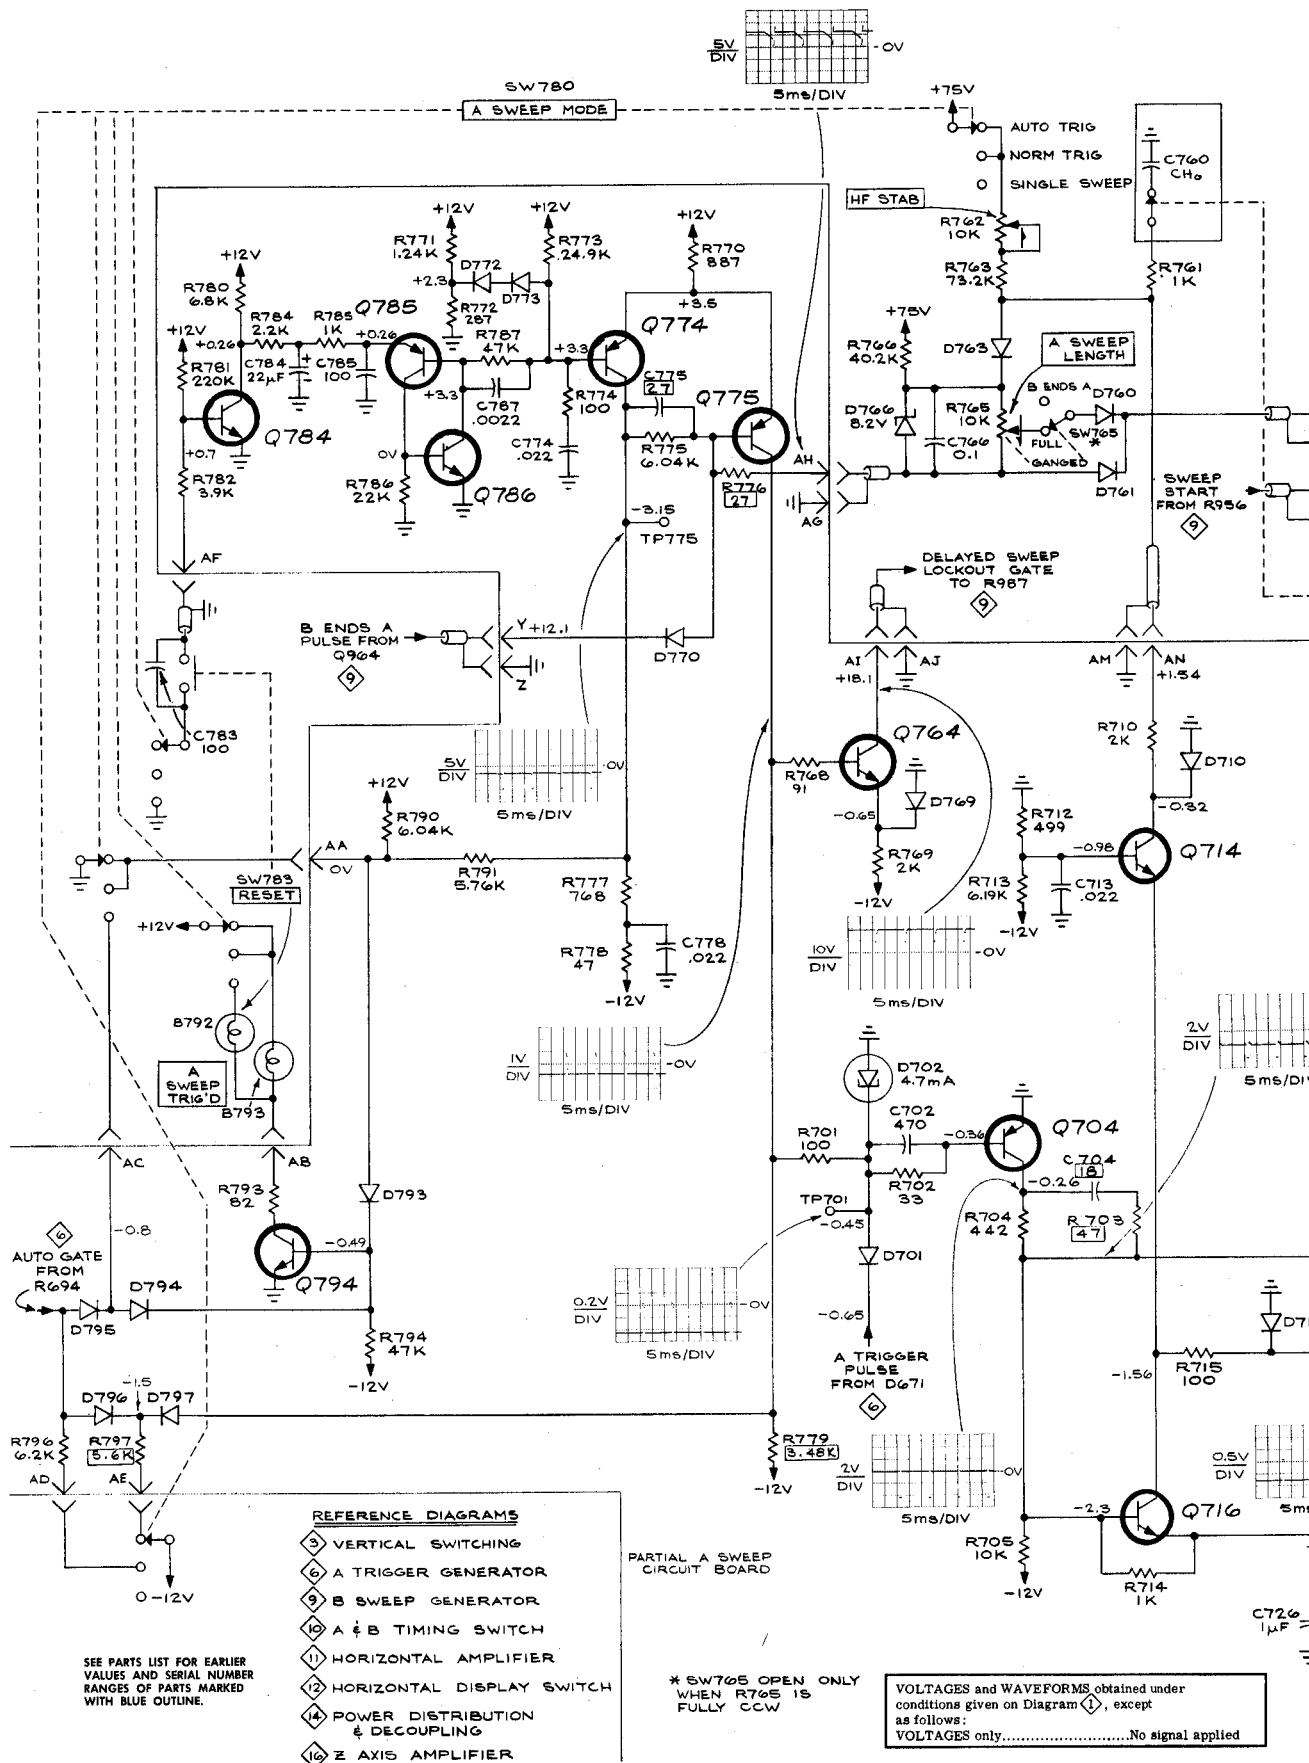 5V
DIV
-0V
5ms/DIV
SW780
A SWEEP MODE
+75V
AUTO TRIG
NORM TRIG
SINGLE SWEEP
C760
CH6
HF STAB
R762
10K
R763
73.2K
R761
1K
+12V
R771
1.24K
+12V
R773
24.9K
+12V
R770
887
D772
D773
+2.3
R772
287
+3.5
Q774
+12V
R780
6.8K
R784
2.2K
R785
1K
Q785
+0.26
+0.26
+12V
R781
220K
C784
22µF
C785
100
R787
47K
+3.3
+3.3
C787
.0022
R774
100
C774
.022
C775
27
Q775
R775
6.04K
R776
27
Q784
+0.7
R782
3.9K
0V
R786
22K
Q786
-3.15
TP775
+75V
R766
40.2K
D763
A SWEEP
LENGTH
B ENDS A
D760
D766
8.2V
R765
10K
C766
0.1
FULL
SW765
*
GANGED
D761
AH
AG
SWEEP
START
FROM R956
9
AF
DELAYED SWEEP
LOCKOUT GATE
TO R987
9
B ENDS A
PULSE FROM
Q964
9
Y
+12.1
Z
D770
AI
+18.1
AJ
AM
AN
+1.54
C783
100
5V
DIV
0V
5ms/DIV
R768
91
Q764
-0.65
D769
R769
2K
-12V
R710
2K
D710
-0.32
R712
499
-0.98
Q714
R713
6.19K
C713
.022
-12V
+12V
R790
6.04K
AA
0V
R791
5.76K
R777
768
R778
47
C778
.022
-12V
SW783
RESET
+12V
B792
A
SWEEP
TRIG'D
B793
10V
DIV
-0V
5ms/DIV
1V
DIV
-0V
5ms/DIV
2V
DIV
5ms/DIV
D702
4.7mA
C702
470
R701
100
-0.36
R702
33
Q704
C704
18
-0.26
TP701
-0.45
R704
442
R703
47
D701
AC
AB
R793
82
D793
-0.8
-0.49
Q794
6
AUTO GATE
FROM
R694
D794
D795
R794
47K
-12V
0.2V
DIV
-0V
5ms/DIV
-0.65
A TRIGGER
PULSE
FROM D671
6
R715
100
-1.56
-1.5
D796
D797
R796
6.2K
R797
5.6K
AD
AE
R779
3.48K
-12V
2V
DIV
0V
5ms/DIV
0.5V
DIV
-2.3
Q716
R705
10K
-12V
R714
1K
C726
1µF
-12V
REFERENCE DIAGRAMS
3 VERTICAL SWITCHING
6 A TRIGGER GENERATOR
9 B SWEEP GENERATOR
10 A & B TIMING SWITCH
11 HORIZONTAL AMPLIFIER
12 HORIZONTAL DISPLAY SWITCH
14 POWER DISTRIBUTION
& DECOUPLING
16 Z AXIS AMPLIFIER
PARTIAL A SWEEP
CIRCUIT BOARD
SEE PARTS LIST FOR EARLIER
VALUES AND SERIAL NUMBER
RANGES OF PARTS MARKED
WITH BLUE OUTLINE.
* SW765 OPEN ONLY
WHEN R765 IS
FULLY CCW
VOLTAGES and WAVEFORMS obtained under
conditions given on Diagram 1, except
as follows:
VOLTAGES only........................No signal applied